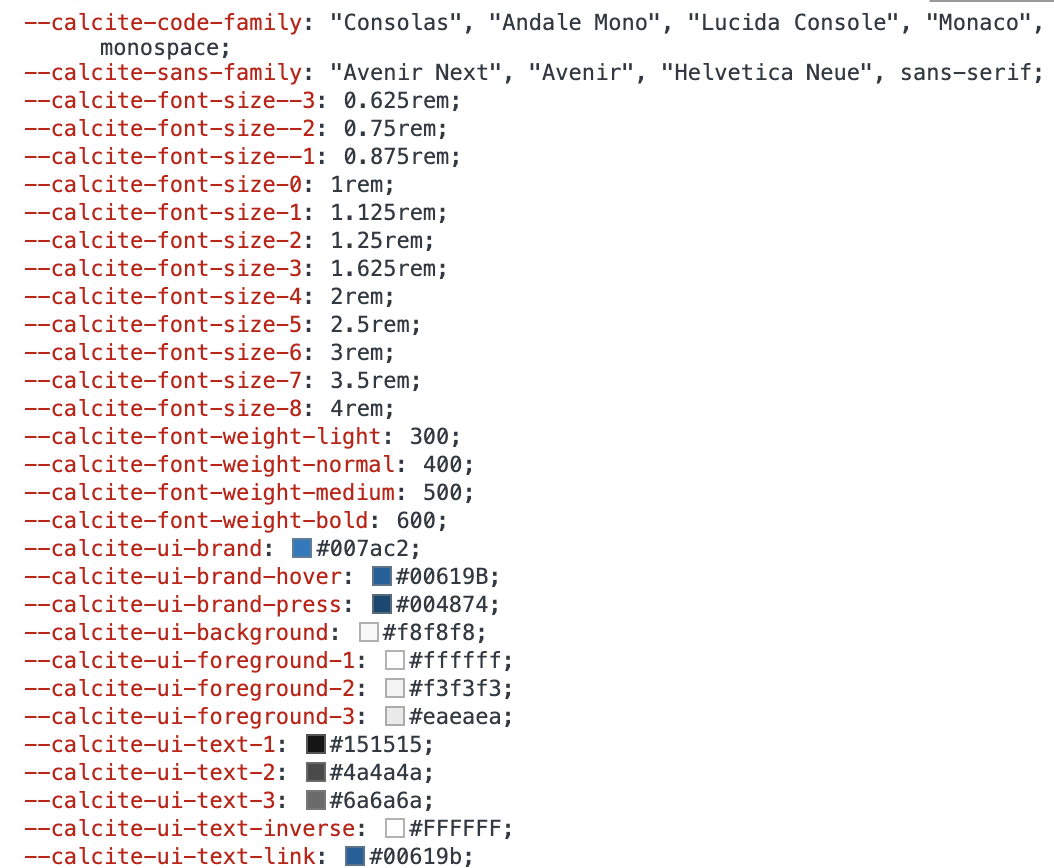 --calcite-code-family: "Consolas", "Andale Mono", "Lucida Console", "Monaco",
monospace;
--calcite-sans-family: "Avenir Next", "Avenir", "Helvetica Neue", sans-serif;
--calcite-font-size--3: 0.625rem;
--calcite-font-size--2: 0.75rem;
--calcite-font-size--1: 0.875rem;
--calcite-font-size-0: 1rem;
--calcite-font-size-1: 1.125rem;
--calcite-font-size-2: 1.25rem;
--calcite-font-size-3: 1.625rem;
--calcite-font-size-4: 2rem;
--calcite-font-size-5: 2.5rem;
--calcite-font-size-6: 3rem;
--calcite-font-size-7: 3.5rem;
--calcite-font-size-8: 4rem;
--calcite-font-weight-light: 300;
--calcite-font-weight-normal: 400;
--calcite-font-weight-medium: 500;
--calcite-font-weight-bold: 600;
--calcite-ui-brand: #007ac2;
--calcite-ui-brand-hover: #00619B;
--calcite-ui-brand-press: #004874;
--calcite-ui-background: #f8f8f8;
--calcite-ui-foreground-1: #ffffff;
--calcite-ui-foreground-2: #f3f3f3;
--calcite-ui-foreground-3: #eaeaea;
--calcite-ui-text-1: #151515;
--calcite-ui-text-2: #4a4a4a;
--calcite-ui-text-3: #6a6a6a;
--calcite-ui-text-inverse: #FFFFFF;
--calcite-ui-text-link: #00619b;